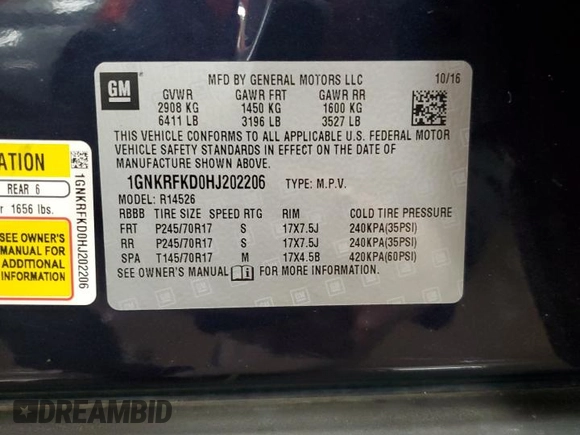 GM
MFD BY GENERAL MOTORS LLC 10/16
GVWR GAWR FRT GAWR RR
2908 KG 1450 KG 1600 KG
6411 LB 3196 LB 3527 LB
THIS VEHICLE CONFORMS TO ALL APPLICABLE U.S. FEDERAL MOTOR
VEHICLE SAFETY STANDARDS IN EFFECT ON THE DATE OF
MANUFACTURE SHOWN ABOVE.
1GNKRFKD0HJ202206 TYPE: M.P.V.
MODEL: R14526
RBBB TIRE SIZE SPEED RTG RIM COLD TIRE PRESSURE
FRT P245/70R17 S 17X7.5J 240KPA(35PSI)
RR P245/70R17 S 17X7.5J 240KPA(35PSI)
SPA T145/70R17 M 17X4.5B 420KPA(60PSI)
SEE OWNER'S MANUAL FOR MORE INFORMATION
ATION
REAR 6
1656 lbs.
SEE OWNER'S
MANUAL FOR
ADDITIONAL
INFORMATION
1GNKRFKD0HJ202206
DREAMBID